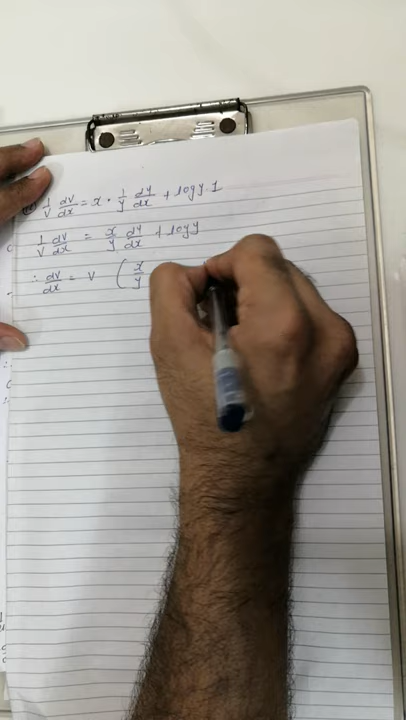 1/V dV/dx = x · 1/y dy/dx + log y · 1
1/V dV/dx = x/y dy/dx + log y
∴ dV/dx = V ( x/y